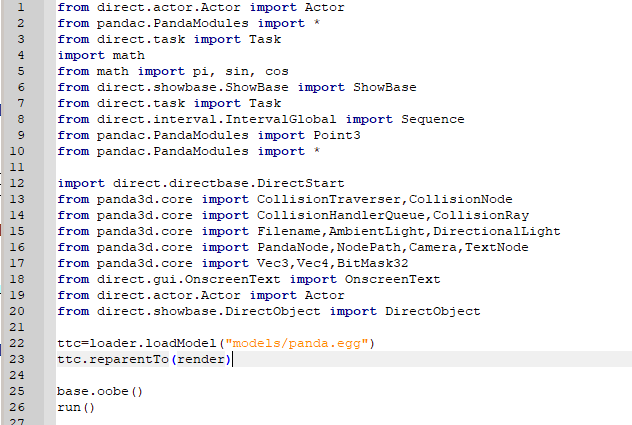 1 from direct.actor.Actor import Actor
2 from pandac.PandaModules import *
3 from direct.task import Task
4 import math
5 from math import pi, sin, cos
6 from direct.showbase.ShowBase import ShowBase
7 from direct.task import Task
8 from direct.interval.IntervalGlobal import Sequence
9 from pandac.PandaModules import Point3
10 from pandac.PandaModules import *
11
12 import direct.directbase.DirectStart
13 from panda3d.core import CollisionTraverser,CollisionNode
14 from panda3d.core import CollisionHandlerQueue,CollisionRay
15 from panda3d.core import Filename,AmbientLight,DirectionalLight
16 from panda3d.core import PandaNode,NodePath,Camera,TextNode
17 from panda3d.core import Vec3,Vec4,BitMask32
18 from direct.gui.OnscreenText import OnscreenText
19 from direct.actor.Actor import Actor
20 from direct.showbase.DirectObject import DirectObject
21
22 ttc=loader.loadModel("models/panda.egg")
23 ttc.reparentTo(render)
24
25 base.oobe()
26 run()
27